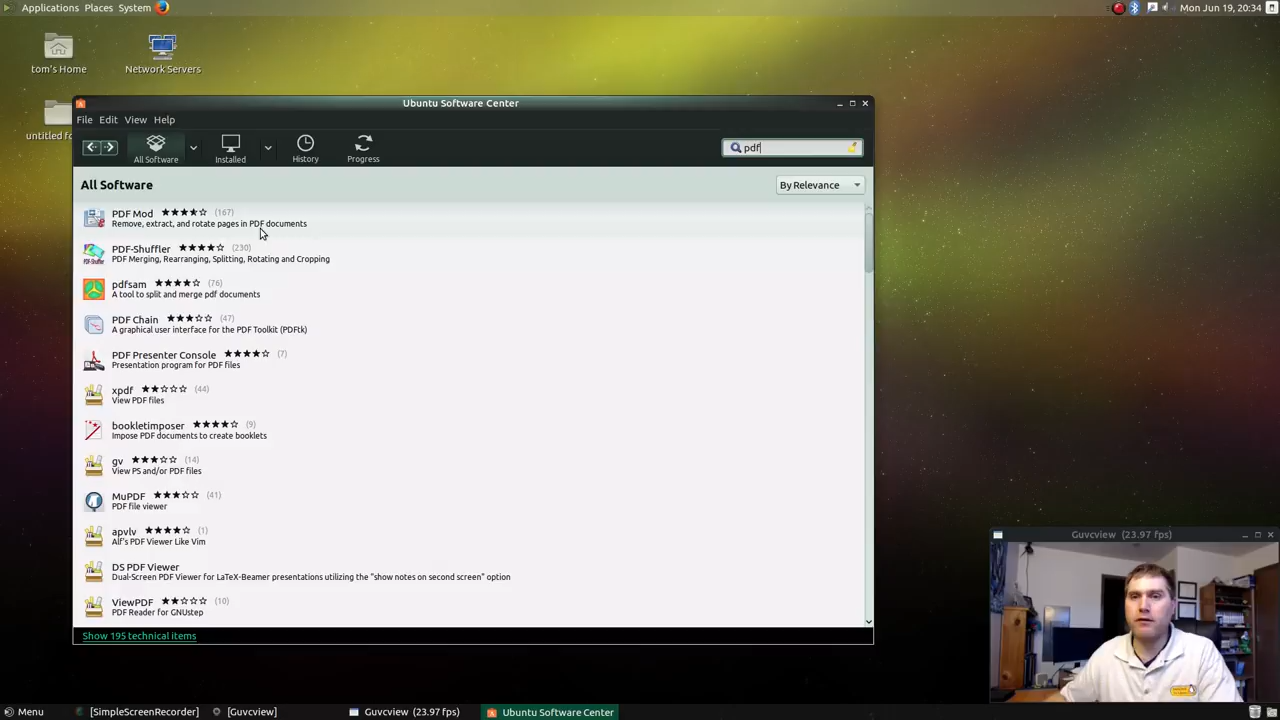 Applications Places System Mon Jun 19, 20:34
tom's Home
Network Servers
untitled fo
Ubuntu Software Center
File Edit View Help
All Software
Installed
History
Progress
pdf
All Software
By Relevance
PDF Mod (167)
Remove, extract, and rotate pages in PDF documents
PDF-Shuffler (230)
PDF Merging, Rearranging, Splitting, Rotating and Cropping
pdfsam (76)
A tool to split and merge pdf documents
PDF Chain (47)
A graphical user interface for the PDF Toolkit (PDFtk)
PDF Presenter Console (7)
Presentation program for PDF files
xpdf (44)
View PDF files
bookletimposer (9)
Impose PDF documents to create booklets
gv (14)
View PS and/or PDF files
MuPDF (41)
PDF file viewer
apvlv (1)
Alf's PDF Viewer Like Vim
DS PDF Viewer
Dual-Screen PDF Viewer for LaTeX-Beamer presentations utilizing the "show notes on second screen" option
ViewPDF (10)
PDF Reader for GNUstep
Show 195 technical items
Guvcview (23.97 fps)
Menu [SimpleScreenRecorder] [Guvcview] Guvcview (23.97 fps) Ubuntu Software Center